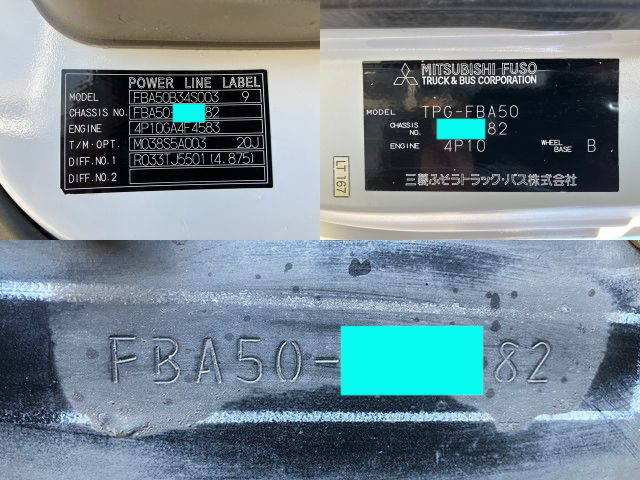 POWER LINE LABEL
MODEL FBA50B34S003 9
CHASSIS NO. FBA50- 82
ENGINE 4P10GA4F4583
T/M·OPT. M038S5A003 20J
DIFF.NO.1 R033TJ5501(4.875)
DIFF.NO.2
MITSUBISHI FUSO
TRUCK & BUS CORPORATION
MODEL TPG-FBA50
CHASSIS NO. 82
ENGINE 4P10 WHEEL BASE B
三菱ふそうトラック・バス株式会社
LT 167
FBA50- 82